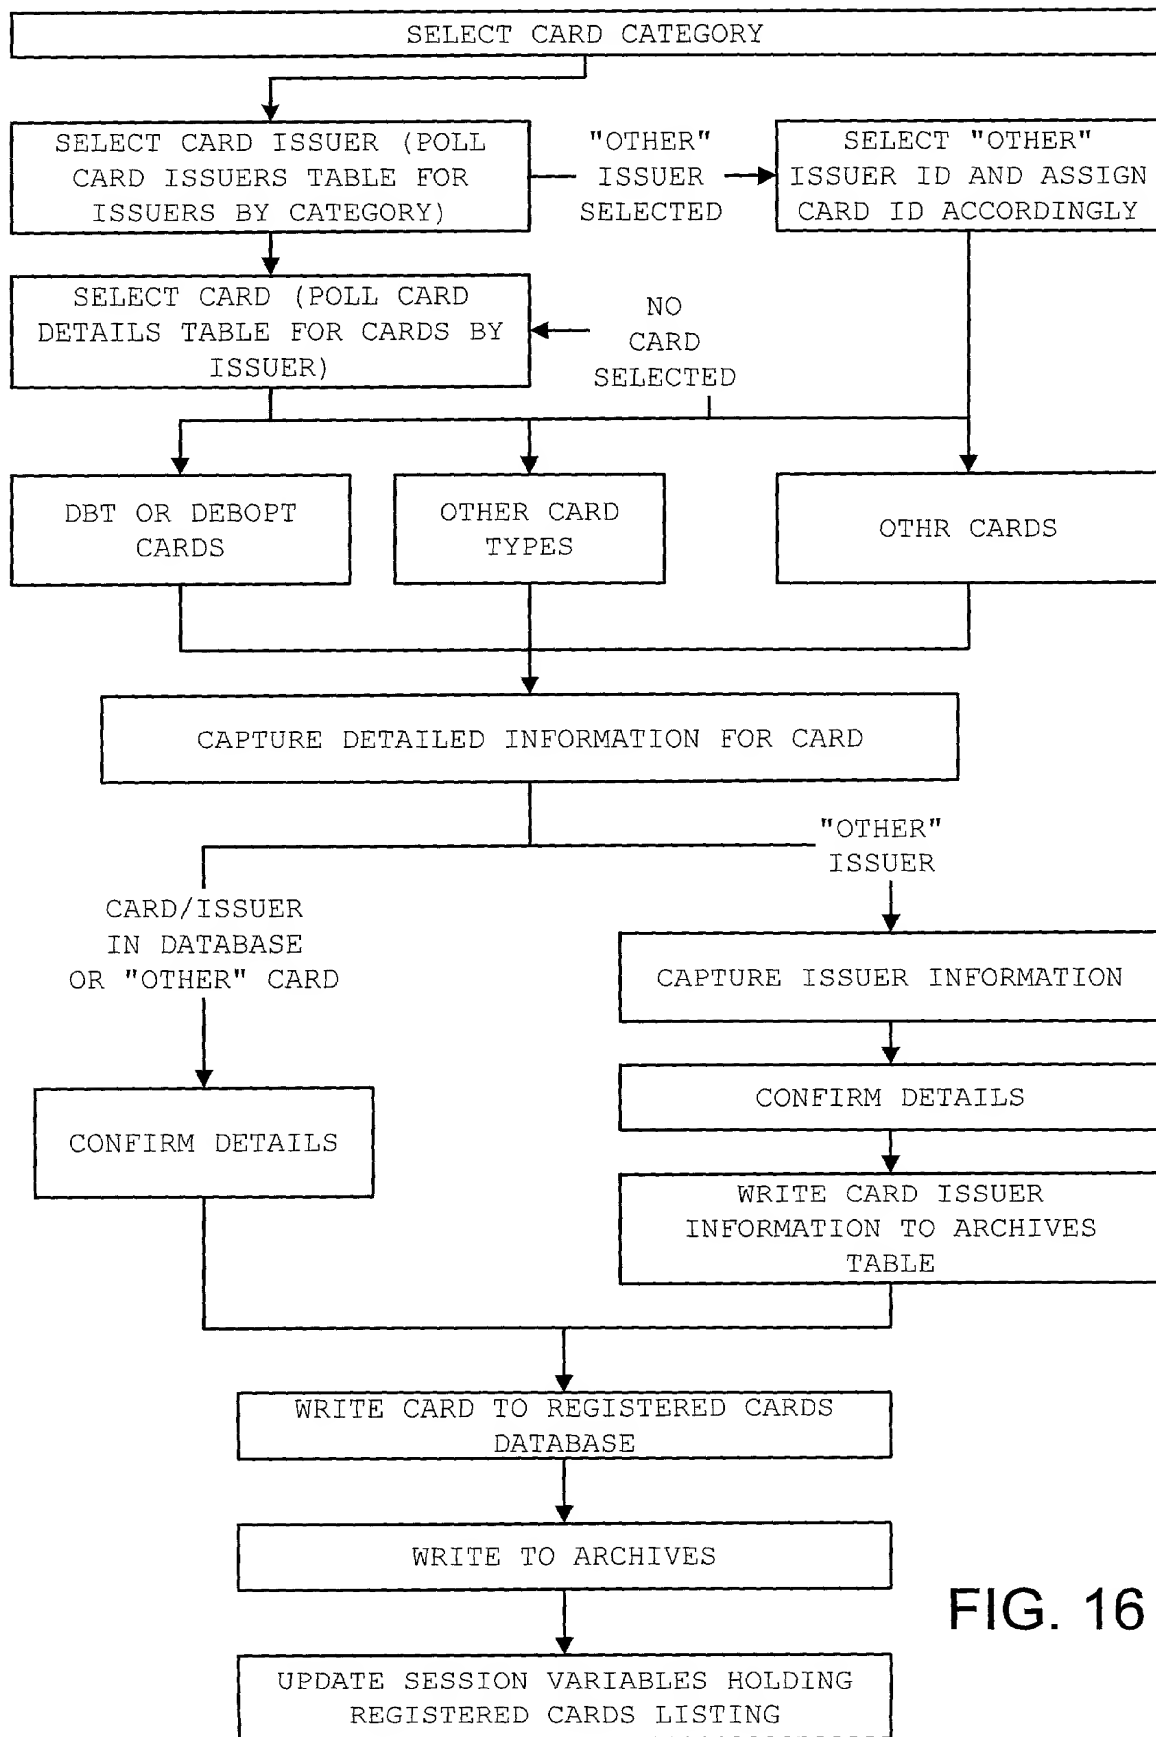 SELECT CARD CATEGORY
SELECT CARD ISSUER (POLL
CARD ISSUERS TABLE FOR
ISSUERS BY CATEGORY)
"OTHER"
ISSUER
SELECTED
SELECT "OTHER"
ISSUER ID AND ASSIGN
CARD ID ACCORDINGLY
SELECT CARD (POLL CARD
DETAILS TABLE FOR CARDS BY
ISSUER)
NO
CARD
SELECTED
DBT OR DEBOPT
CARDS
OTHER CARD
TYPES
OTHR CARDS
CAPTURE DETAILED INFORMATION FOR CARD
"OTHER"
ISSUER
CARD/ISSUER
IN DATABASE
OR "OTHER" CARD
CAPTURE ISSUER INFORMATION
CONFIRM DETAILS
CONFIRM DETAILS
WRITE CARD ISSUER
INFORMATION TO ARCHIVES
TABLE
WRITE CARD TO REGISTERED CARDS
DATABASE
WRITE TO ARCHIVES
FIG. 16
UPDATE SESSION VARIABLES HOLDING
REGISTERED CARDS LISTING